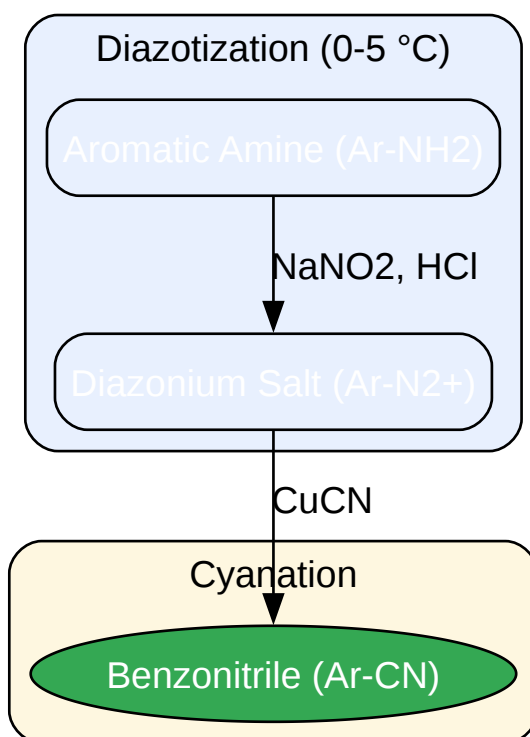 Diazotization (0-5 °C)
Aromatic Amine (Ar-NH2)
NaNO2, HCl
Diazonium Salt (Ar-N2+)
CuCN
Cyanation
Benzonitrile (Ar-CN)